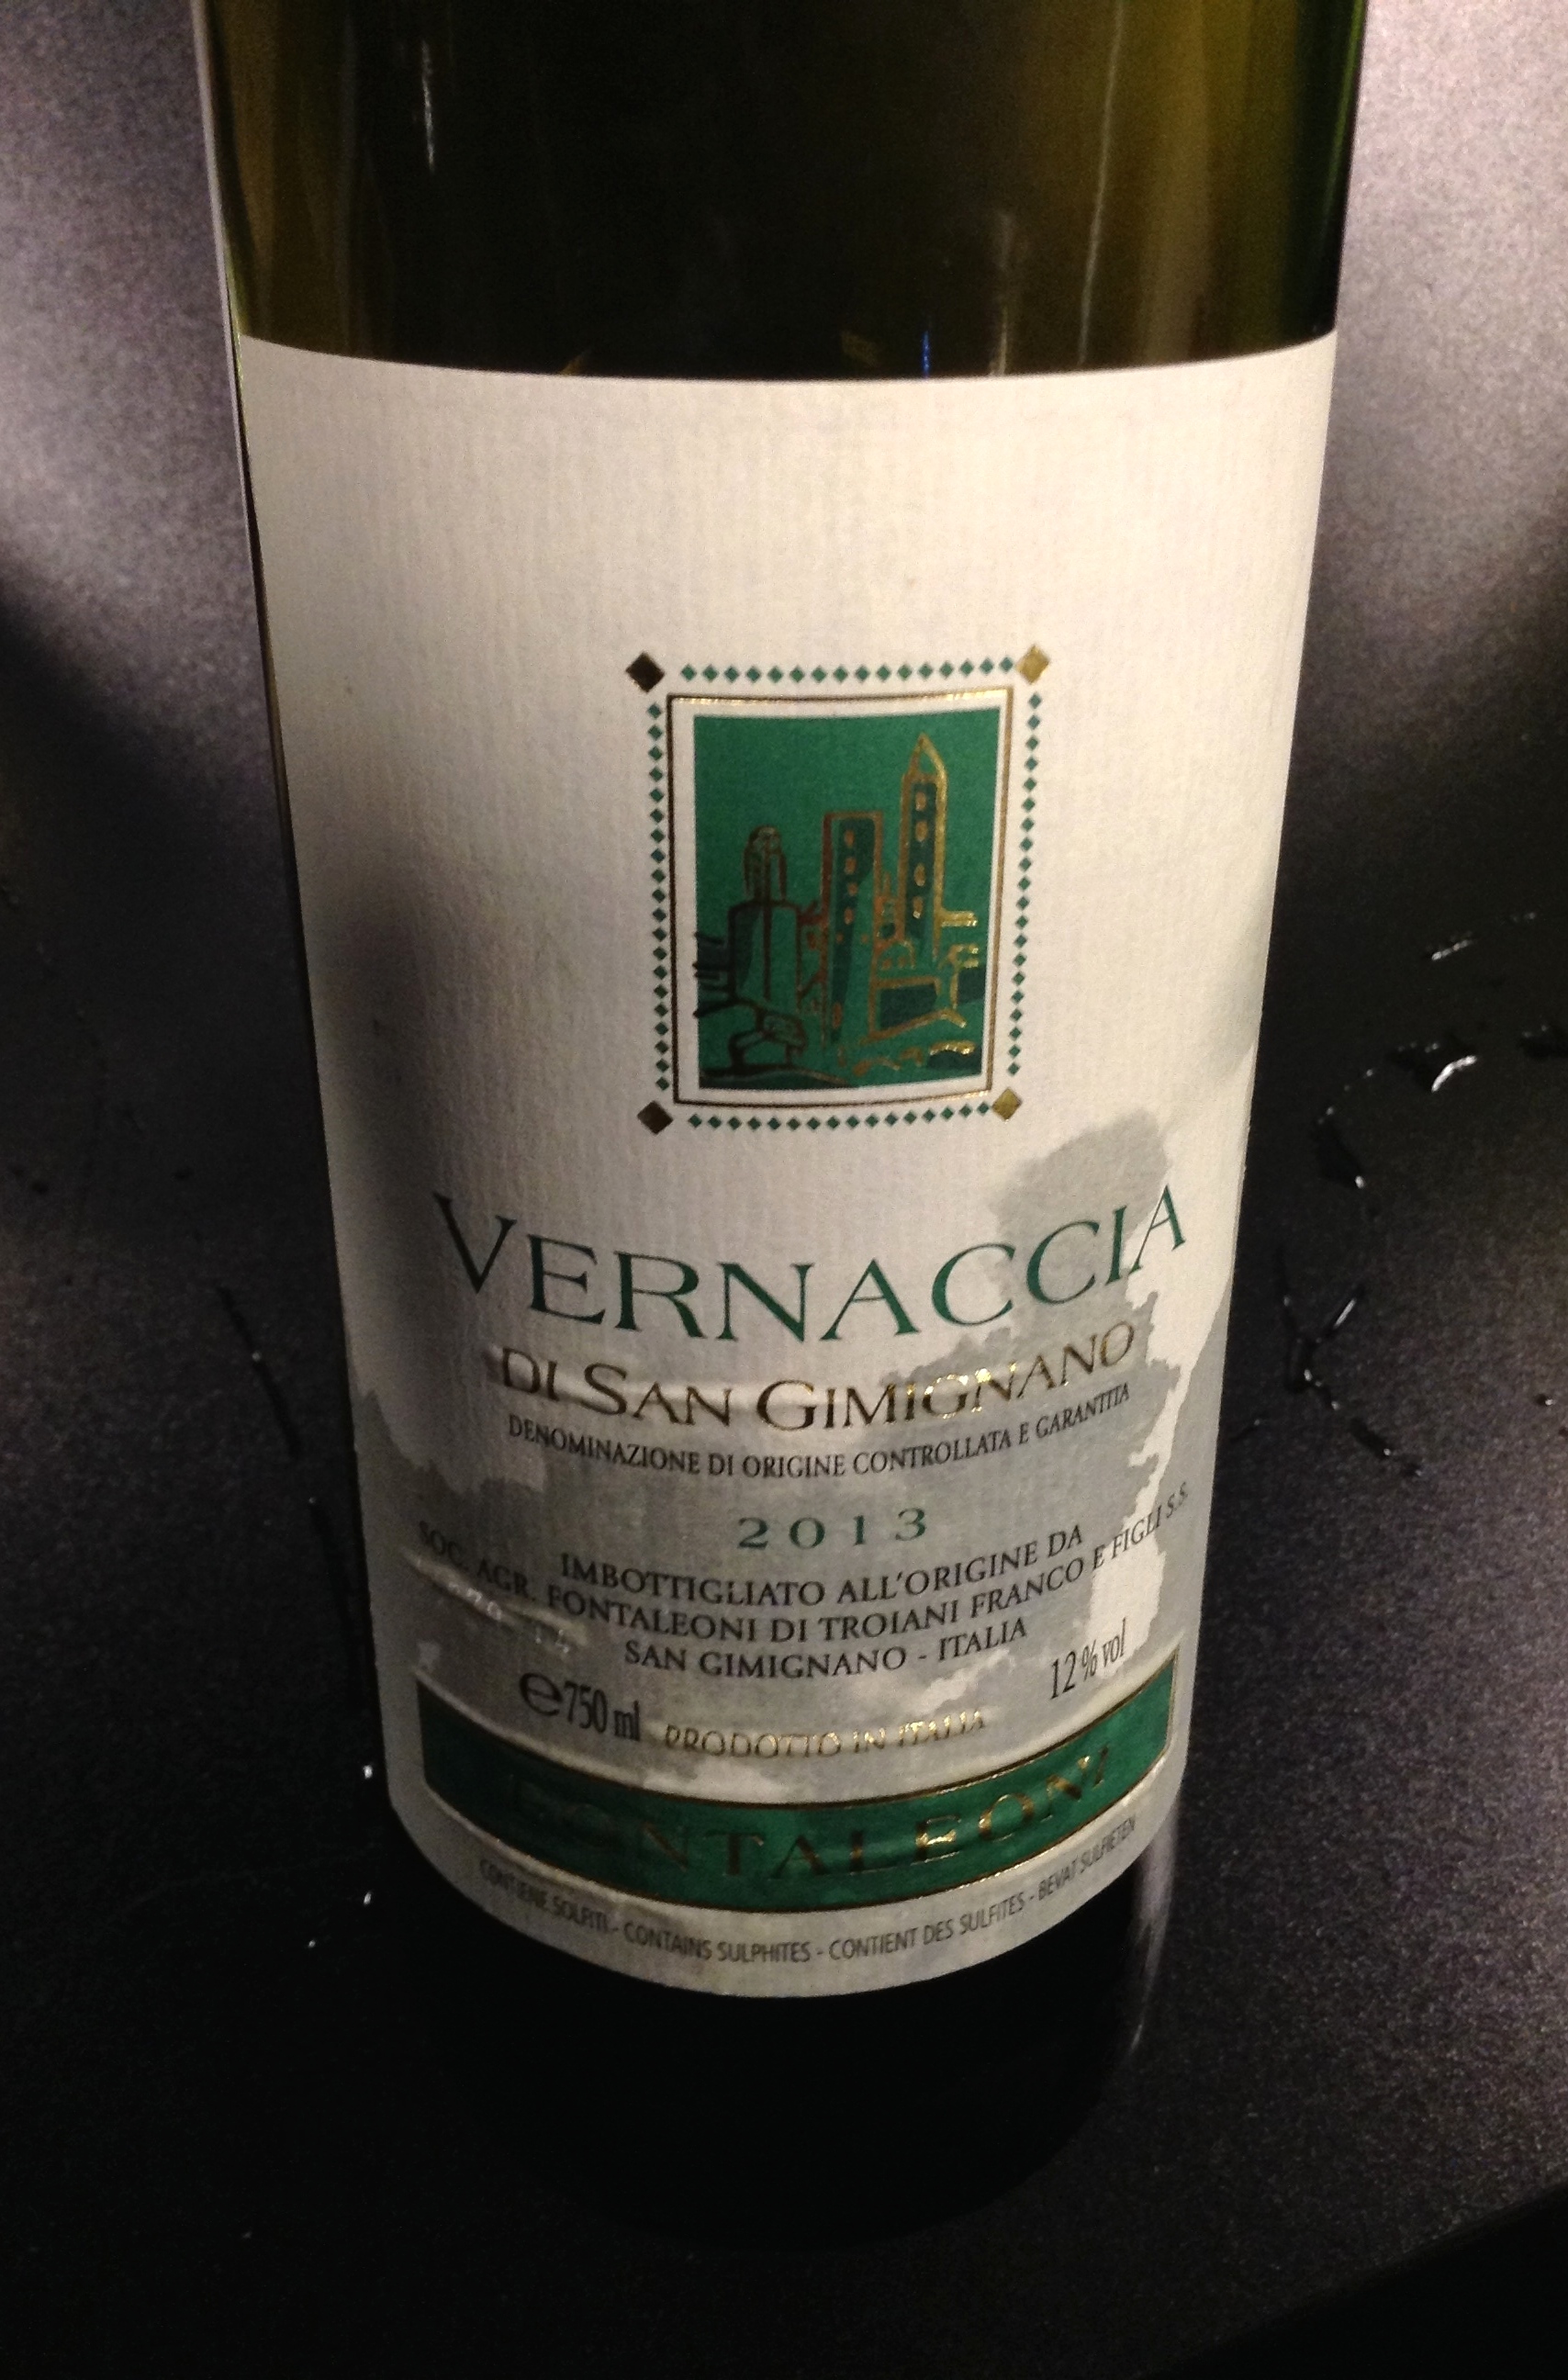 VERNACCIA
DI SAN GIMIGNANO
DENOMINAZIONE DI ORIGINE CONTROLLATA E GARANTITA
2013
IMBOTTIGLIATO ALL'ORIGINE DA
SOC. AGR. FONTALEONI DI TROIANI FRANCO E FIGLI S.S.
SAN GIMIGNANO - ITALIA
℮750 ml
12% vol
PRODOTTO IN ITALIA
FONTALEONI
CONTIENE SOLFITI - CONTAINS SULPHITES - CONTIENT DES SULFITES - BEVAT SULFIETEN